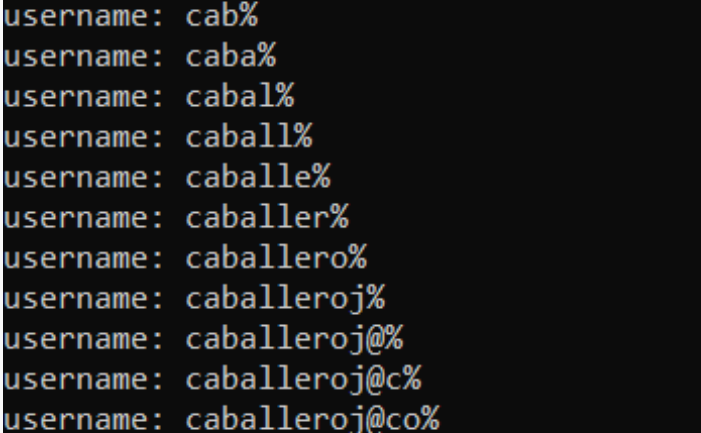 username: cab%
username: caba%
username: cabal%
username: caball%
username: caballe%
username: caballer%
username: caballero%
username: caballeroj%
username: caballeroj@%
username: caballeroj@c%
username: caballeroj@co%